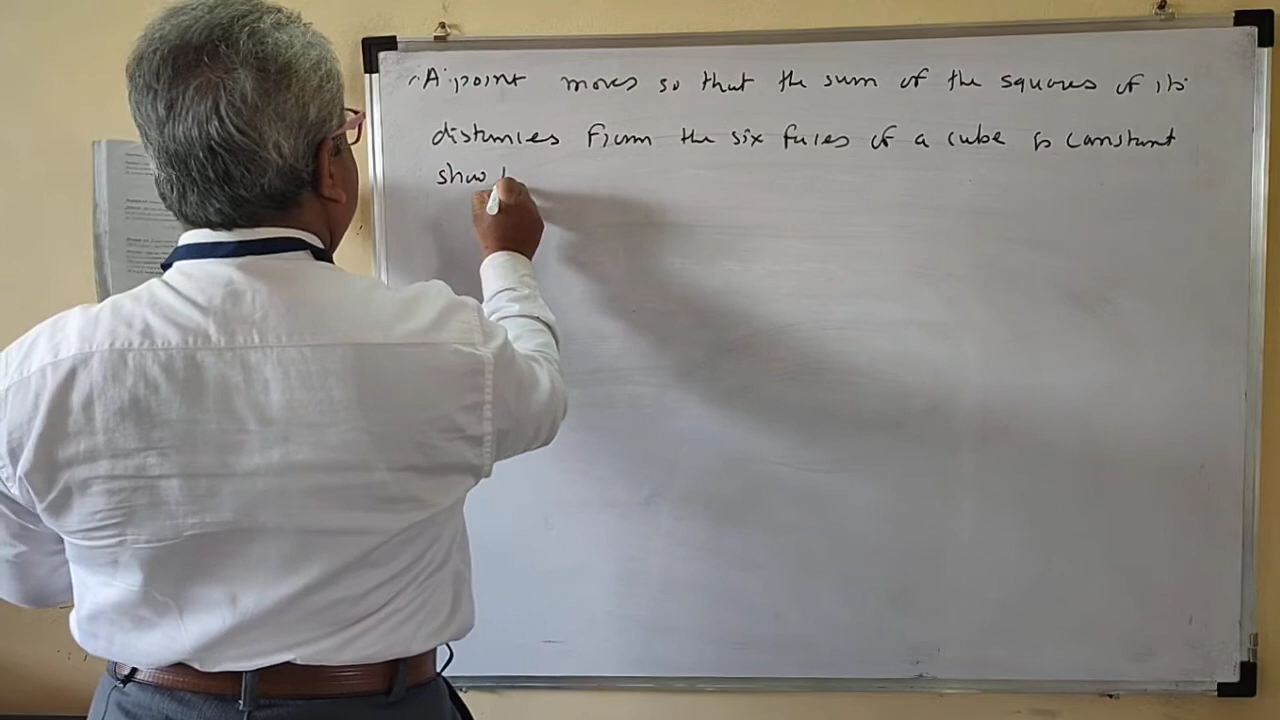 A point moves so that the sum of the squares of its
distances from the six faces of a cube is constant
show